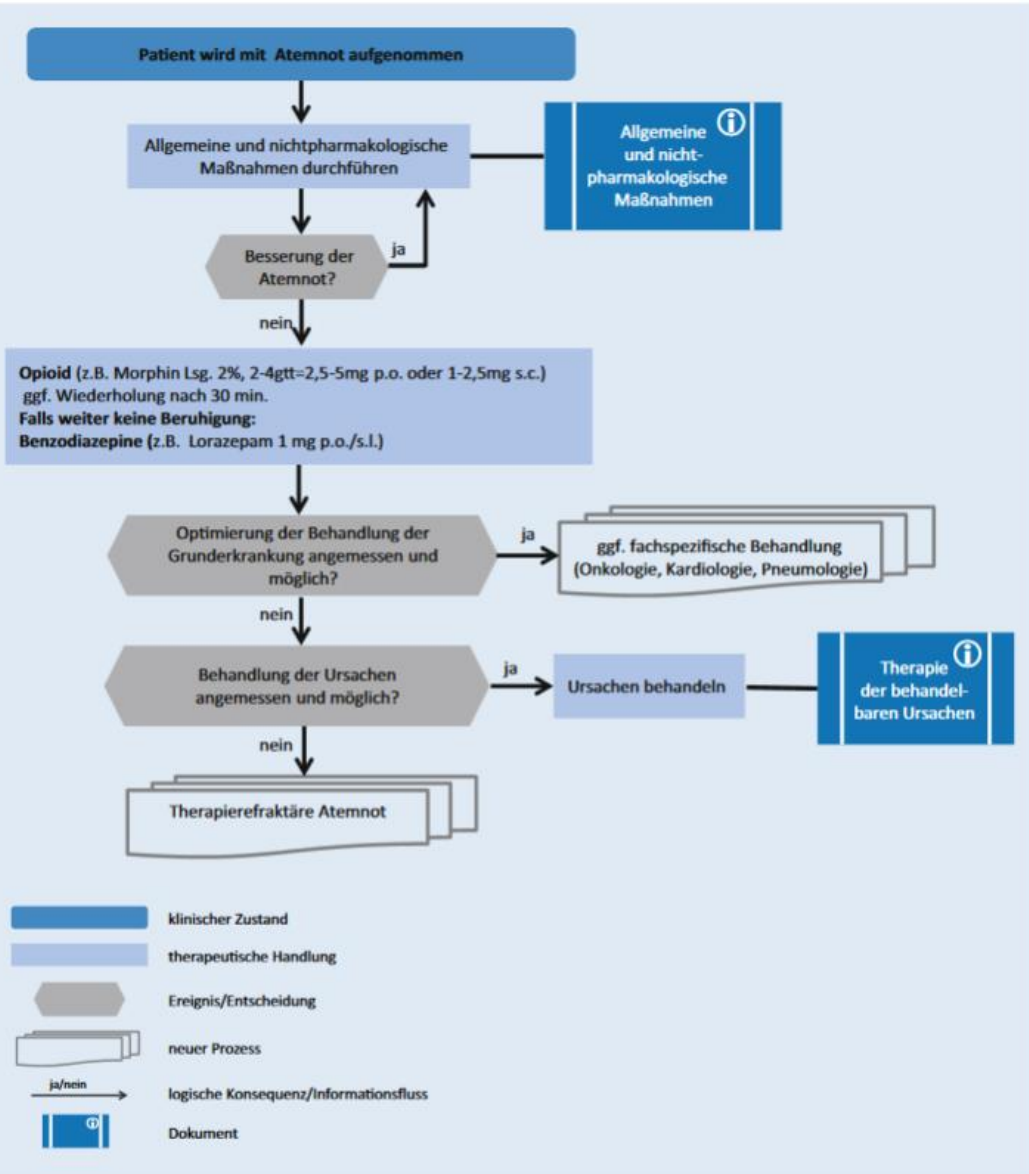 Patient wird mit Atemnot aufgenommen
Allgemeine und nichtpharmakologische
Maßnahmen durchführen
Allgemeine
und nicht-
pharmakologische
Maßnahmen
Besserung der
Atemnot?
ja
nein
Opioid (z.B. Morphin Lsg. 2%, 2-4gtt=2,5-5mg p.o. oder 1-2,5mg s.c.)
ggf. Wiederholung nach 30 min.
Falls weiter keine Beruhigung:
Benzodiazepine (z.B. Lorazepam 1 mg p.o./s.l.)
Optimierung der Behandlung der
Grunderkrankung angemessen und
möglich?
ja
ggf. fachspezifische Behandlung
(Onkologie, Kardiologie, Pneumologie)
nein
Behandlung der Ursachen
angemessen und möglich?
ja
Ursachen behandeln
Therapie
der behandel-
baren Ursachen
nein
Therapierefraktäre Atemnot
klinischer Zustand
therapeutische Handlung
Ereignis/Entscheidung
neuer Prozess
ja/nein
logische Konsequenz/Informationsfluss
Dokument